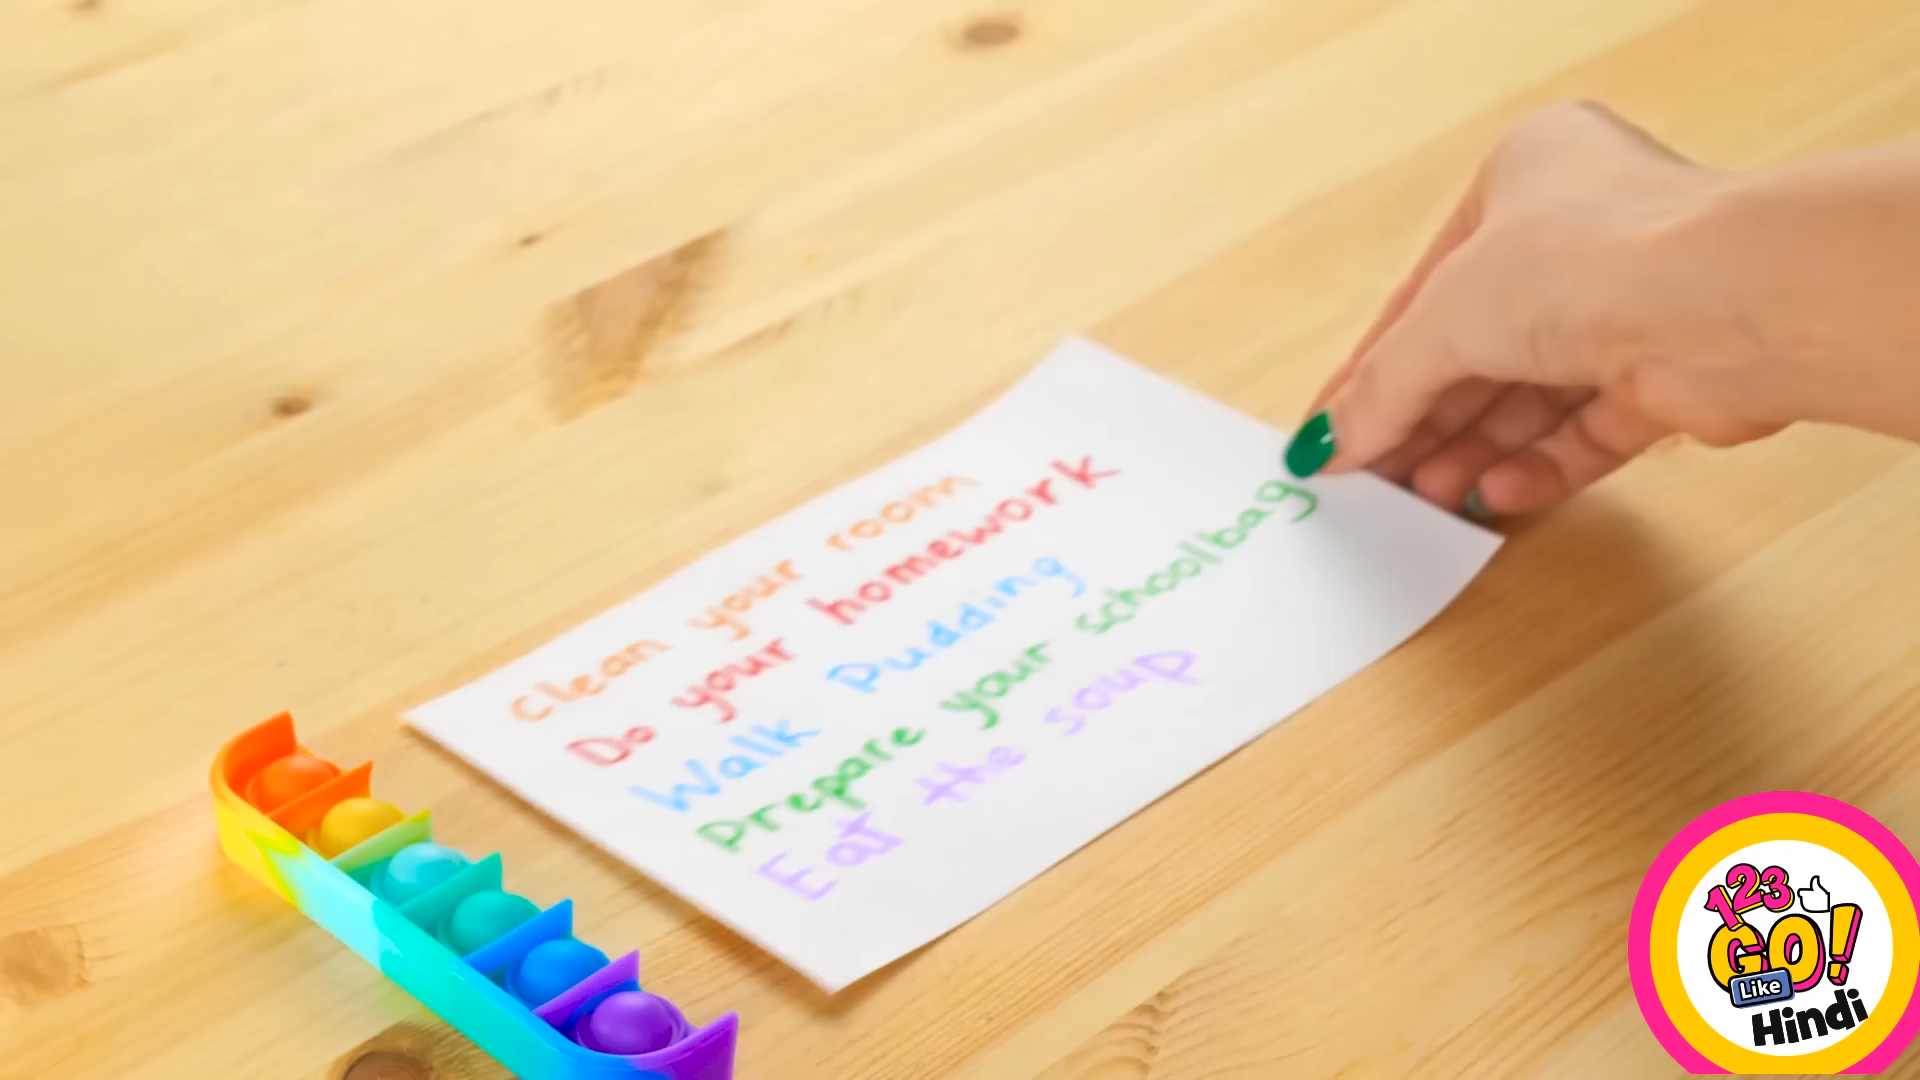 Clean your room
Do your homework
Walk Pudding
Prepare your schoolbag
Eat the soup
123
GO!
Like
Hindi